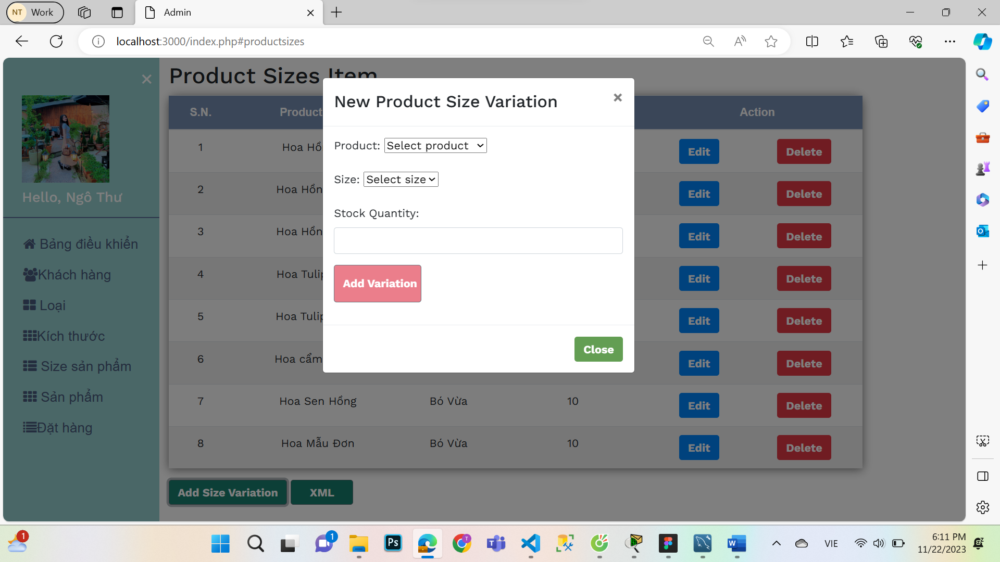 NT Work
Admin
localhost:3000/index.php#productsizes
Product Sizes Item
Hello, Ngô Thư
Bảng điều khiển
Khách hàng
Loại
Kích thước
Size sản phẩm
Sản phẩm
Đặt hàng
S.N. Product Action
1 Hoa Hồ Edit Delete
2 Hoa Hồn Edit Delete
3 Hoa Hồn Edit Delete
4 Hoa Tulip Edit Delete
5 Hoa Tulip Edit Delete
6 Hoa cẩm Edit Delete
7 Hoa Sen Hồng Bó Vừa 10 Edit Delete
8 Hoa Mẫu Đơn Bó Vừa 10 Edit Delete
Add Size Variation XML
New Product Size Variation ×
Product: Select product
Size: Select size
Stock Quantity:
Add Variation
Close
1
1
Ps
VIE
6:11 PM
11/22/2023